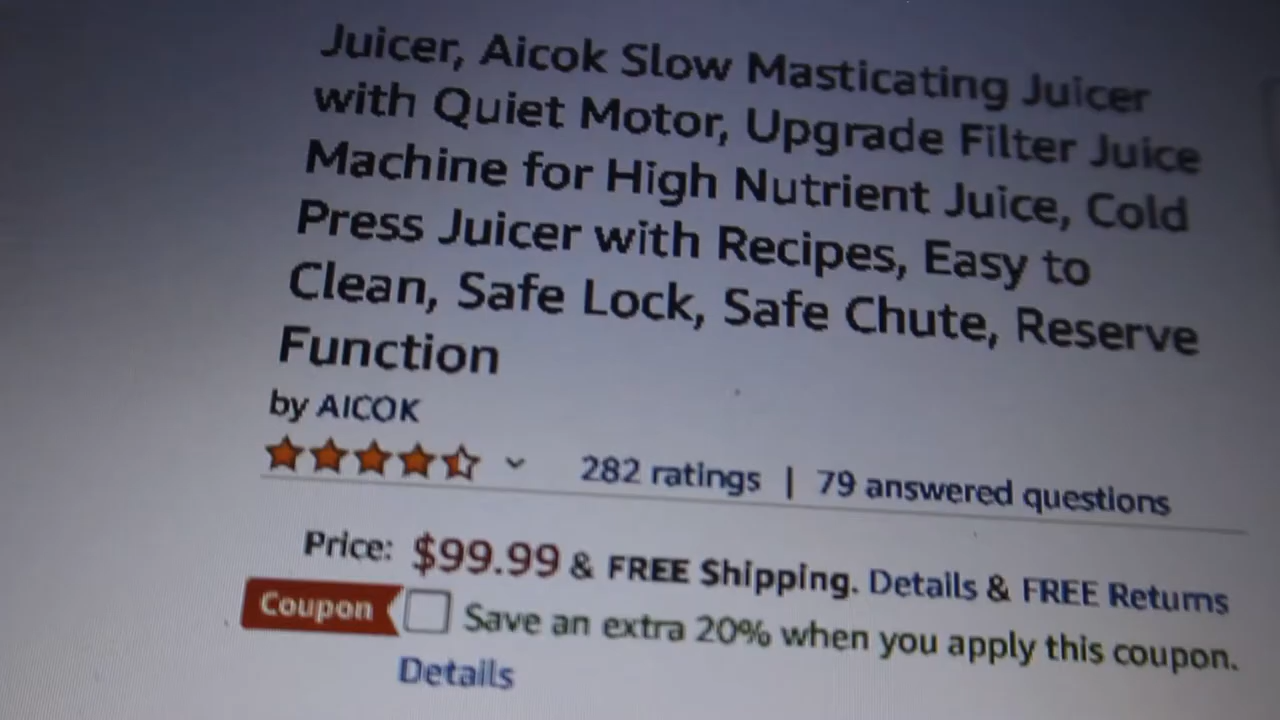 Juicer, Aicok Slow Masticating Juicer
with Quiet Motor, Upgrade Filter Juice
Machine for High Nutrient Juice, Cold
Press Juicer with Recipes, Easy to
Clean, Safe Lock, Safe Chute, Reserve
Function
by AICOK
282 ratings | 79 answered questions
Price: $99.99 & FREE Shipping. Details & FREE Returns
Coupon Save an extra 20% when you apply this coupon.
Details